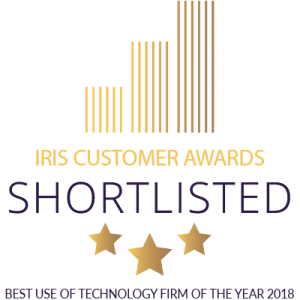 IRIS CUSTOMER AWARDS
SHORTLISTED
BEST USE OF TECHNOLOGY FIRM OF THE YEAR 2018